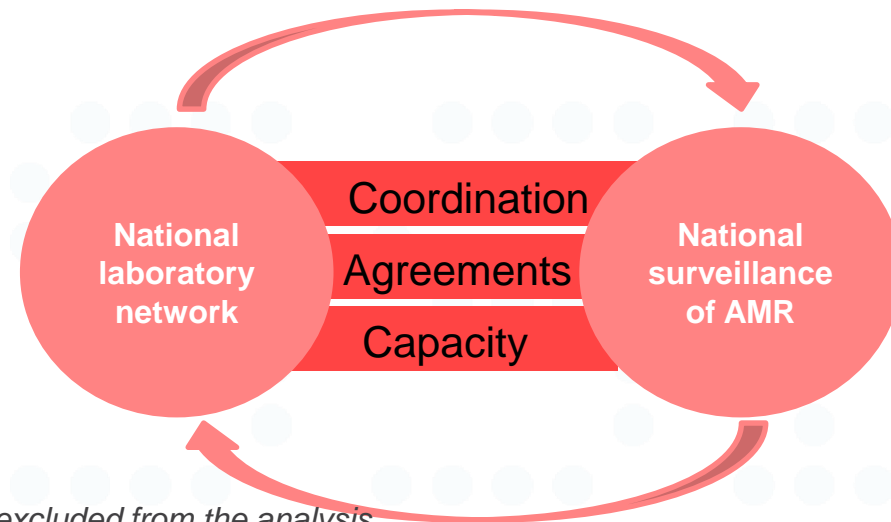 National
laboratory
network
Coordination
Agreements
Capacity
National
surveillance
of AMR
excluded from the analysis